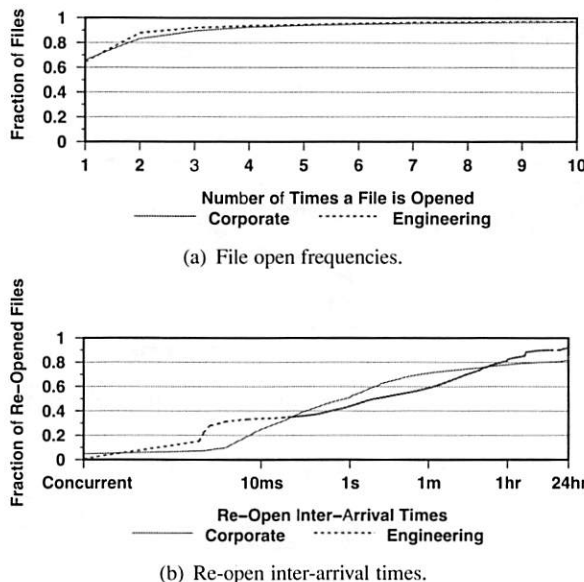 Fraction of Files
1
0.8
0.6
0.4
0.2
0
1 2 3 4 5 6 7 8 9 10
Number of Times a File is Opened
Corporate Engineering
(a) File open frequencies.
Fraction of Re-Opened Files
1
0.8
0.6
0.4
0.2
0
Concurrent 10ms 1s 1m 1hr 24hr
Re-Open Inter-Arrival Times
Corporate Engineering
(b) Re-open inter-arrival times.